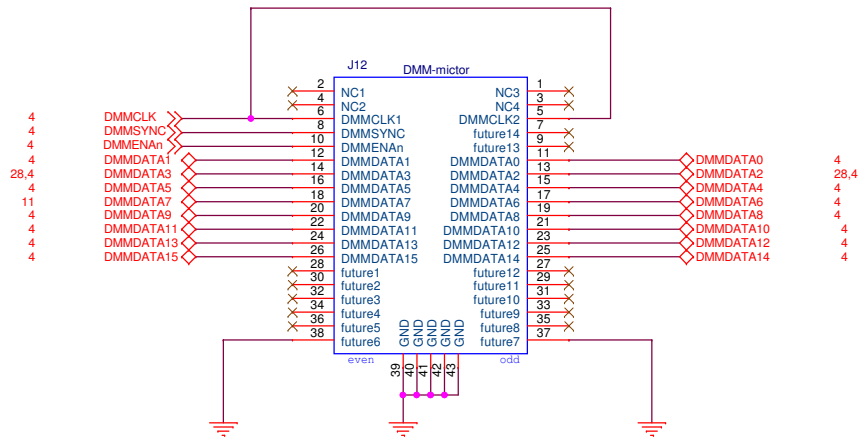 J12 DMM-mictor
2 NC1 NC3 1
4 NC2 NC4 3
4 DMMCLK 6 DMMCLK1 DMMCLK2 5
4 DMMSYNC 8 DMMSYNC future14 7
4 DMMENAn 10 DMMENAn future13 9
4 DMMDATA1 12 DMMDATA1 DMMDATA0 11 DMMDATA0 4
28,4 DMMDATA3 14 DMMDATA3 DMMDATA2 13 DMMDATA2 28,4
4 DMMDATA5 16 DMMDATA5 DMMDATA4 15 DMMDATA4 4
11 DMMDATA7 18 DMMDATA7 DMMDATA6 17 DMMDATA6 4
4 DMMDATA9 20 DMMDATA9 DMMDATA8 19 DMMDATA8 4
4 DMMDATA11 22 DMMDATA11 DMMDATA10 21 DMMDATA10 4
4 DMMDATA13 24 DMMDATA13 DMMDATA12 23 DMMDATA12 4
4 DMMDATA15 26 DMMDATA15 DMMDATA14 25 DMMDATA14 4
28 future1 future12 27
30 future2 future11 29
32 future3 future10 31
34 future4 future9 33
36 future5 future8 35
38 future6 future7 37
GND GND GND GND GND
even odd
39 40 41 42 43